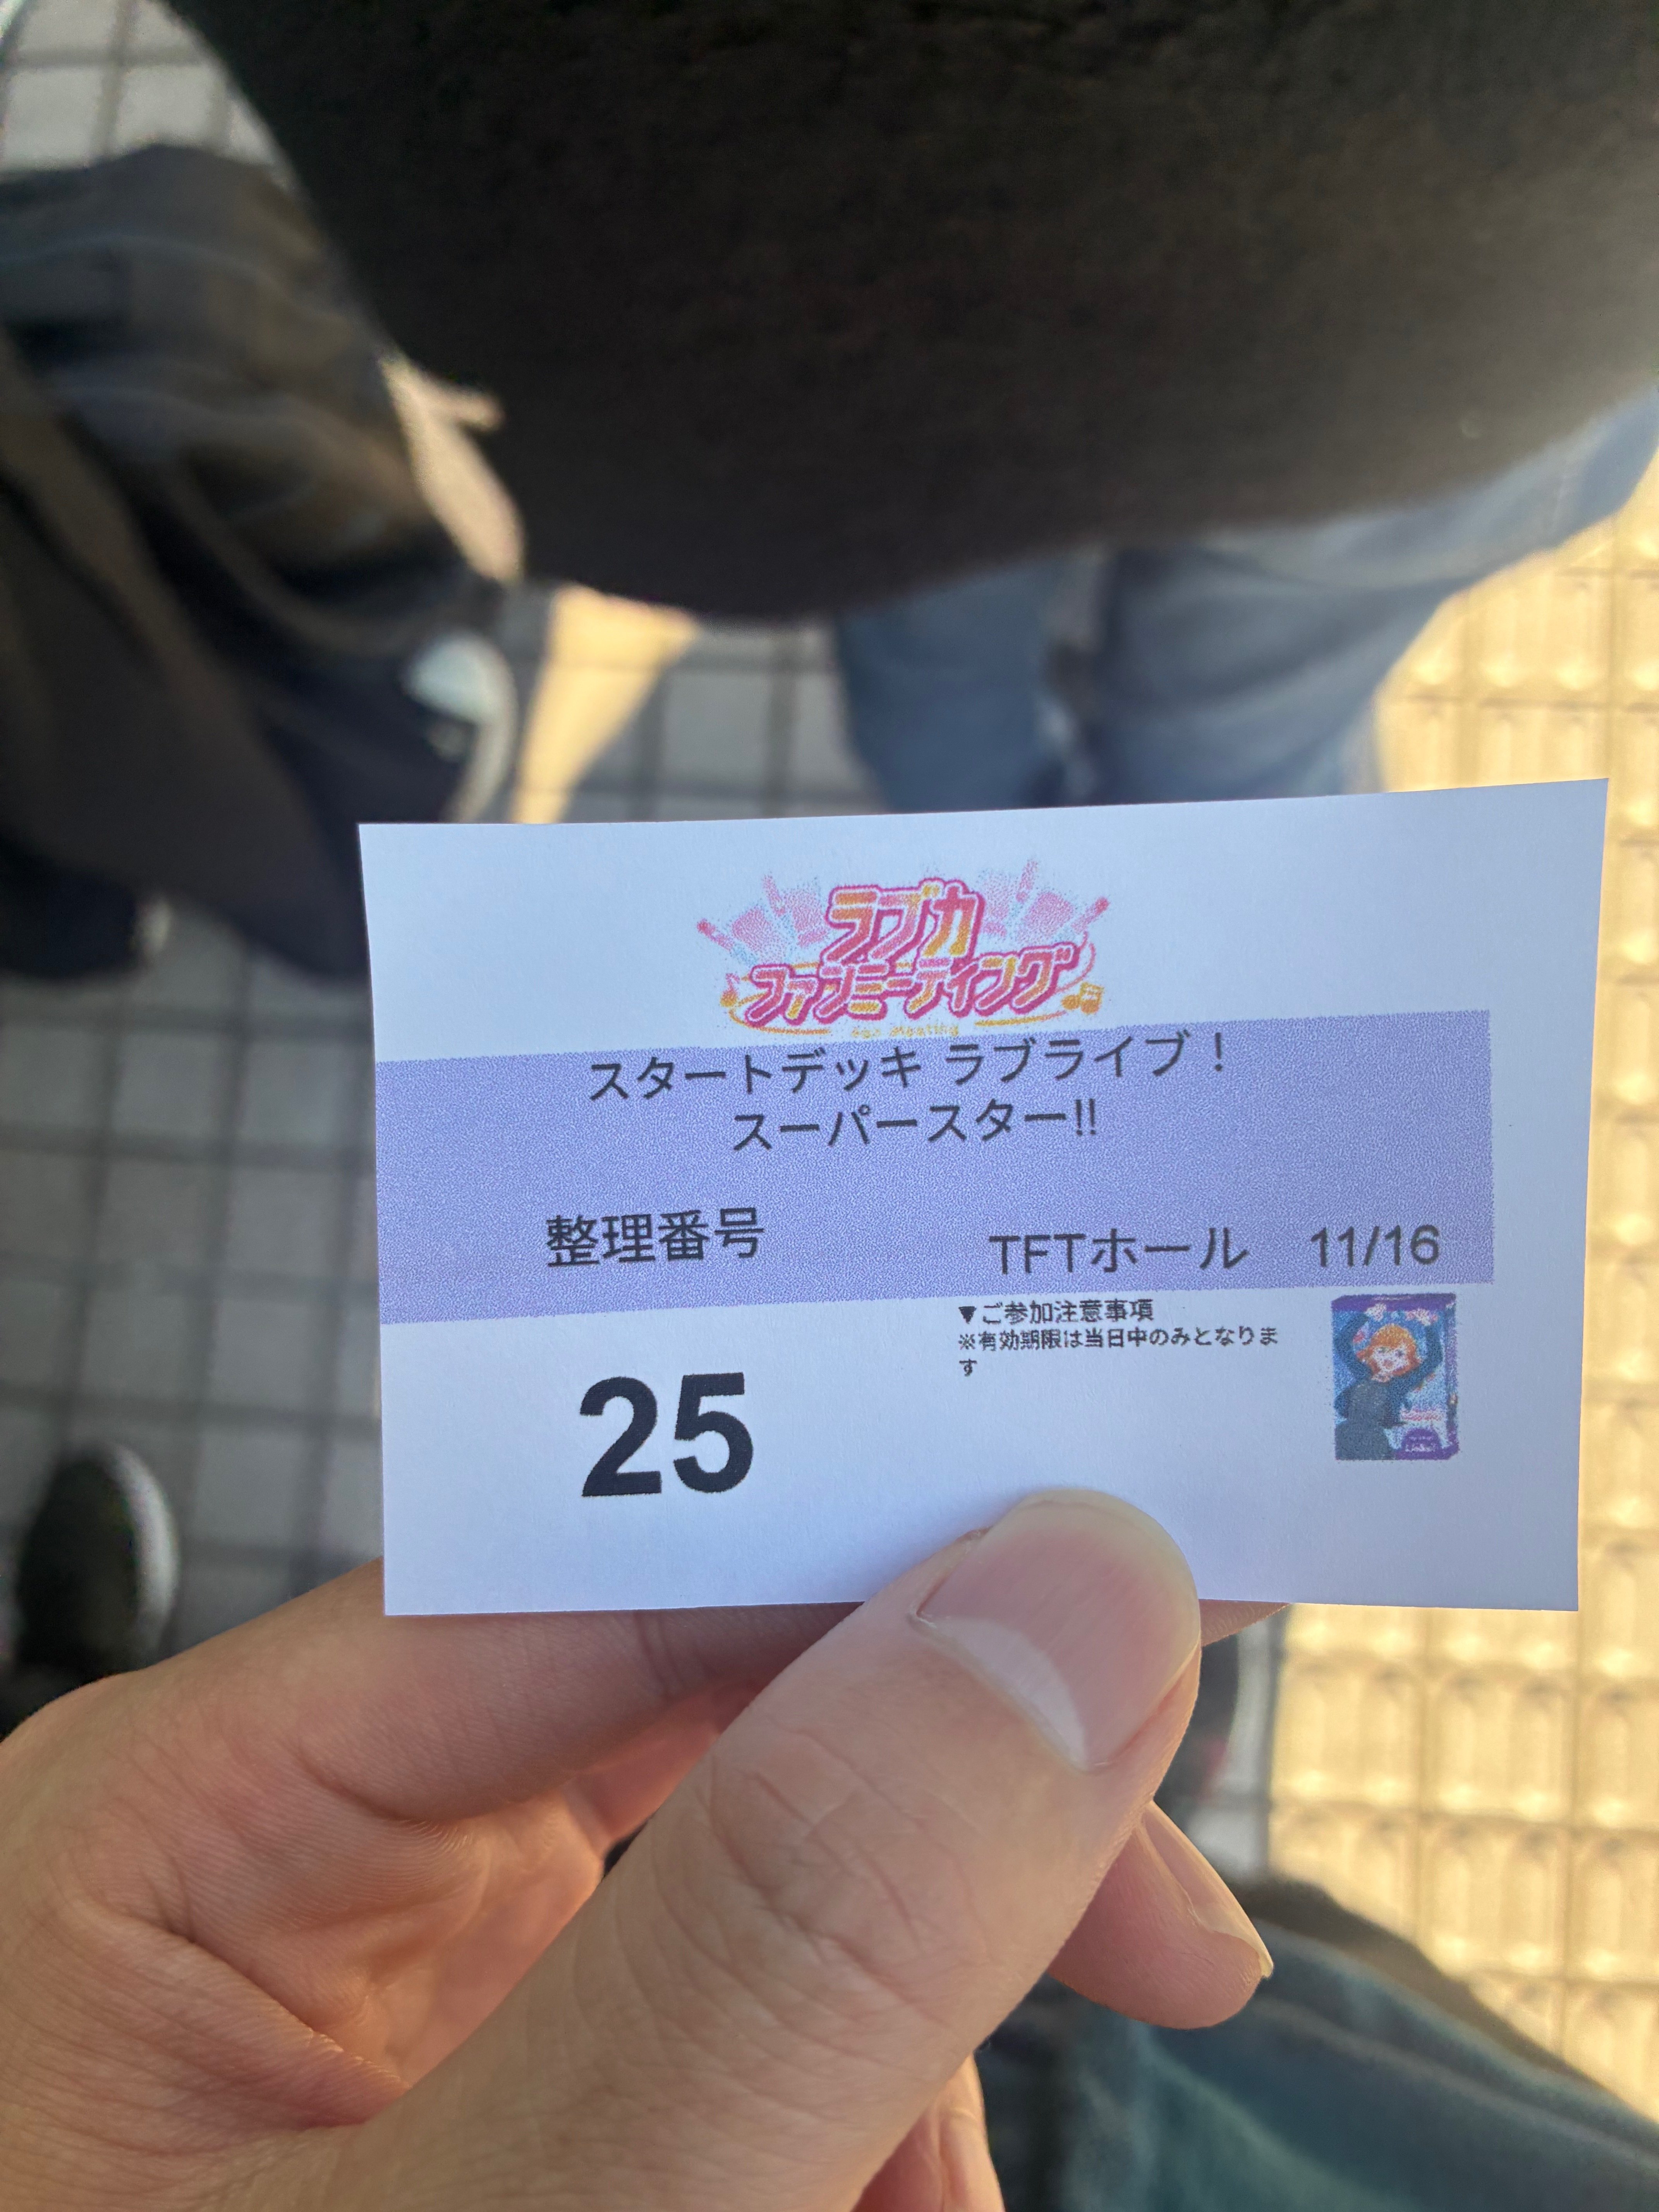 ラブカ
ファンミーティング
Fan Meeting
スタートデッキ ラブライブ！
スーパースター!!
整理番号
TFTホール 11/16
25
▼ご参加注意事項
※有効期限は当日中のみとなりま
す